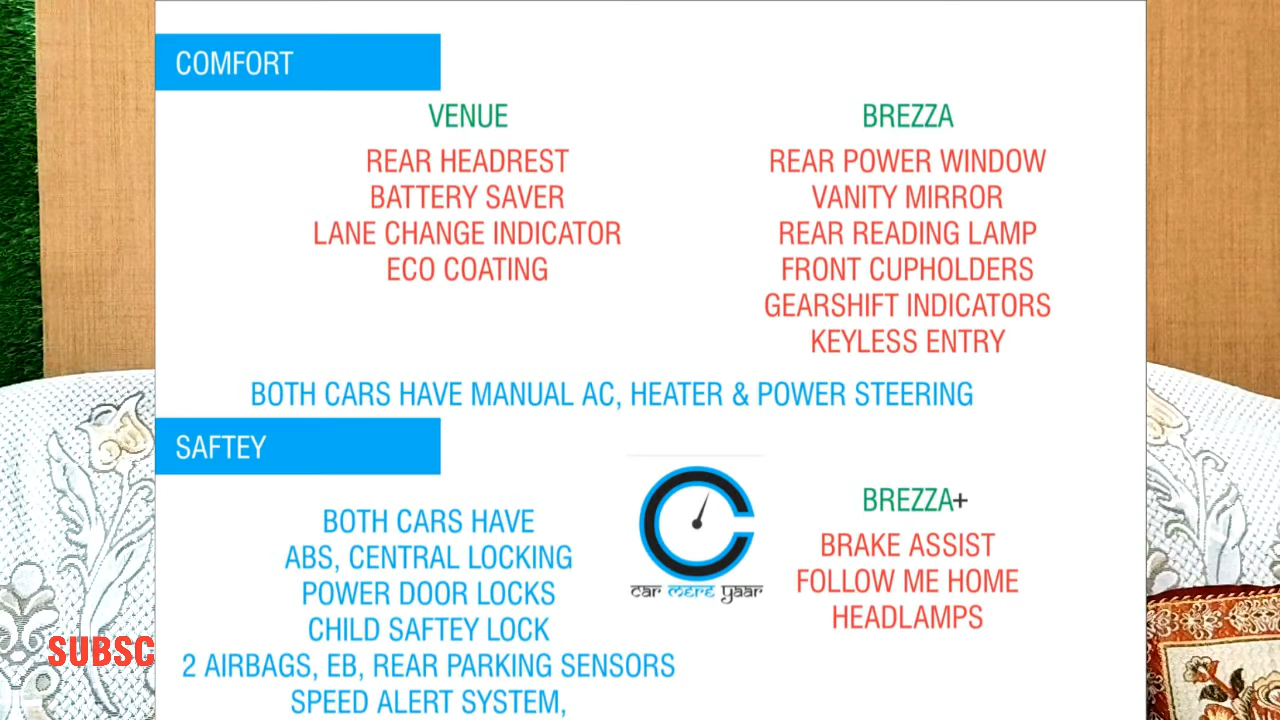 COMFORT
VENUE
REAR HEADREST
BATTERY SAVER
LANE CHANGE INDICATOR
ECO COATING
BREZZA
REAR POWER WINDOW
VANITY MIRROR
REAR READING LAMP
FRONT CUPHOLDERS
GEARSHIFT INDICATORS
KEYLESS ENTRY
BOTH CARS HAVE MANUAL AC, HEATER & POWER STEERING
SAFTEY
BOTH CARS HAVE
ABS, CENTRAL LOCKING
POWER DOOR LOCKS
CHILD SAFTEY LOCK
2 AIRBAGS, EB, REAR PARKING SENSORS
SPEED ALERT SYSTEM,
car mere yaar
BREZZA+
BRAKE ASSIST
FOLLOW ME HOME
HEADLAMPS
SUBSC